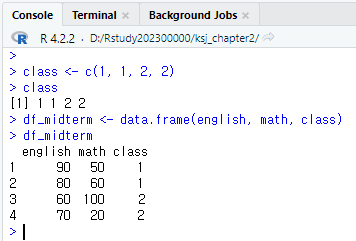 Console Terminal × Background Jobs ×
R 4.2.2 · D:/Rstudy202300000/ksj_chapter2/
>
> class <- c(1, 1, 2, 2)
> class
[1] 1 1 2 2
> df_midterm <- data.frame(english, math, class)
> df_midterm
  english math class
1      90   50     1
2      80   60     1
3      60  100     2
4      70   20     2
>